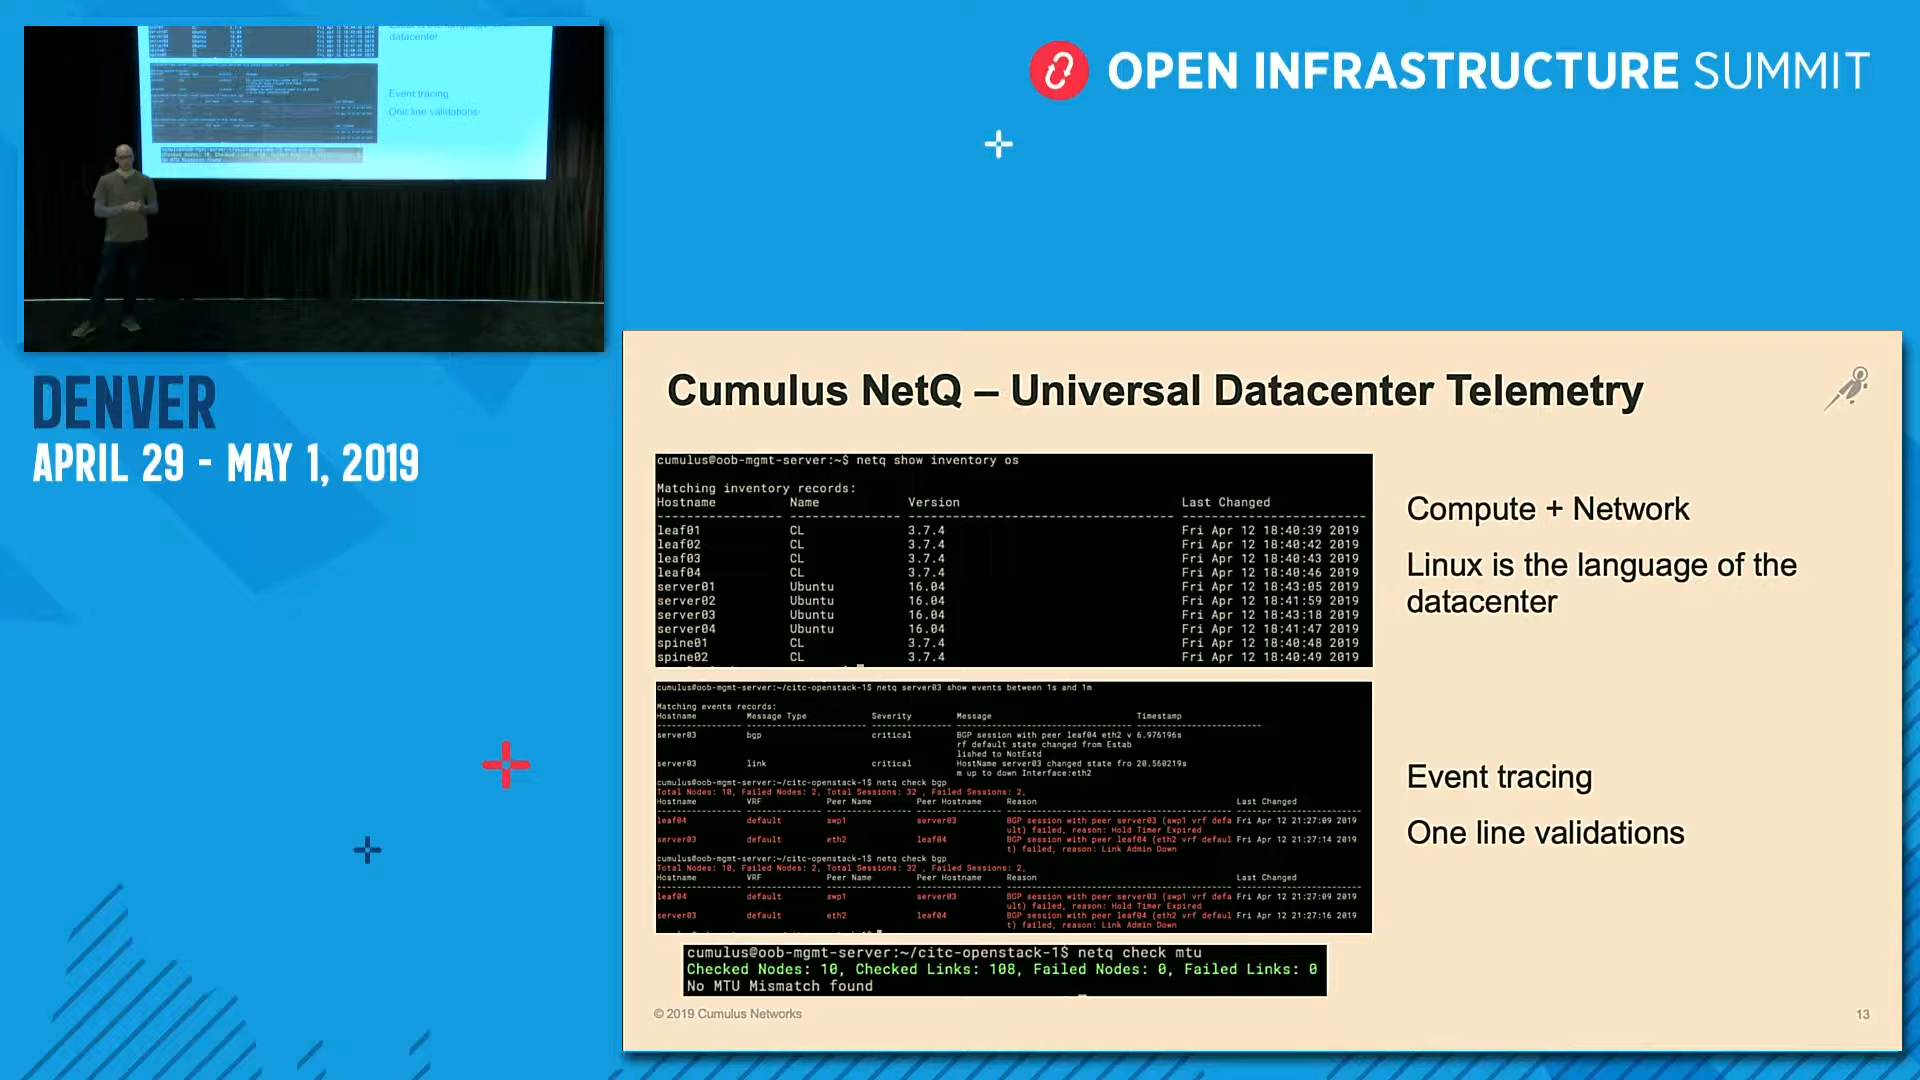 datacenter
Event tracing
One line validations
OPEN INFRASTRUCTURE SUMMIT
DENVER
APRIL 29 - MAY 1, 2019
Cumulus NetQ – Universal Datacenter Telemetry
cumulus@oob-mgmt-server:~$ netq show inventory os
Matching inventory records:
Hostname Name Version Last Changed
leaf01 CL 3.7.4 Fri Apr 12 18:40:39 2019
leaf02 CL 3.7.4 Fri Apr 12 18:40:42 2019
leaf03 CL 3.7.4 Fri Apr 12 18:40:43 2019
leaf04 CL 3.7.4 Fri Apr 12 18:40:46 2019
server01 Ubuntu 16.04 Fri Apr 12 18:43:05 2019
server02 Ubuntu 16.04 Fri Apr 12 18:41:59 2019
server03 Ubuntu 16.04 Fri Apr 12 18:43:18 2019
server04 Ubuntu 16.04 Fri Apr 12 18:41:47 2019
spine01 CL 3.7.4 Fri Apr 12 18:40:48 2019
spine02 CL 3.7.4 Fri Apr 12 18:40:49 2019
Compute + Network
Linux is the language of the
datacenter
cumulus@oob-mgmt-server:~/citc-openstack-1$ netq server03 show events between 1s and 1m
Matching events records:
Hostname Message Type Severity Message Timestamp
server03 bgp critical BGP session with peer leaf04 eth2 v 6.976196s
rf default state changed from Estab
lished to NotEstd
server03 link critical HostName server03 changed state fro 20.560219s
m up to down Interface:eth2
cumulus@oob-mgmt-server:~/citc-openstack-1$ netq check bgp
Total Nodes: 10, Failed Nodes: 2, Total Sessions: 32 , Failed Sessions: 2,
Hostname VRF Peer Name Peer Hostname Reason Last Changed
leaf04 default swp1 server03 BGP session with peer server03 (swp1 vrf defa Fri Apr 12 21:27:09 2019
ult) failed, reason: Hold Timer Expired
server03 default eth2 leaf04 BGP session with peer leaf04 (eth2 vrf defaul Fri Apr 12 21:27:14 2019
t) failed, reason: Link Admin Down
cumulus@oob-mgmt-server:~/citc-openstack-1$ netq check bgp
Total Nodes: 10, Failed Nodes: 2, Total Sessions: 32 , Failed Sessions: 2,
Hostname VRF Peer Name Peer Hostname Reason Last Changed
leaf04 default swp1 server03 BGP session with peer server03 (swp1 vrf defa Fri Apr 12 21:27:09 2019
ult) failed, reason: Hold Timer Expired
server03 default eth2 leaf04 BGP session with peer leaf04 (eth2 vrf defaul Fri Apr 12 21:27:16 2019
t) failed, reason: Link Admin Down
Event tracing
One line validations
cumulus@oob-mgmt-server:~/citc-openstack-1$ netq check mtu
Checked Nodes: 10, Checked Links: 108, Failed Nodes: 0, Failed Links: 0
No MTU Mismatch found
© 2019 Cumulus Networks
13